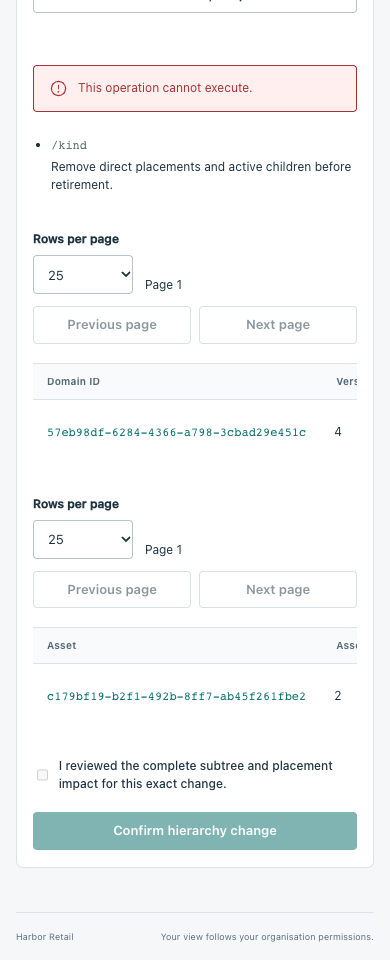 This operation cannot execute.
/kind
Remove direct placements and active children before
retirement.
Rows per page
25
Page 1
Previous page
Next page
Domain ID
Vers
57eb98df-6284-4366-a798-3cbad29e451c
4
Rows per page
25
Page 1
Previous page
Next page
Asset
Asse
c179bf19-b2f1-492b-8ff7-ab45f261fbe2
2
I reviewed the complete subtree and placement
impact for this exact change.
Confirm hierarchy change
Harbor Retail
Your view follows your organisation permissions.